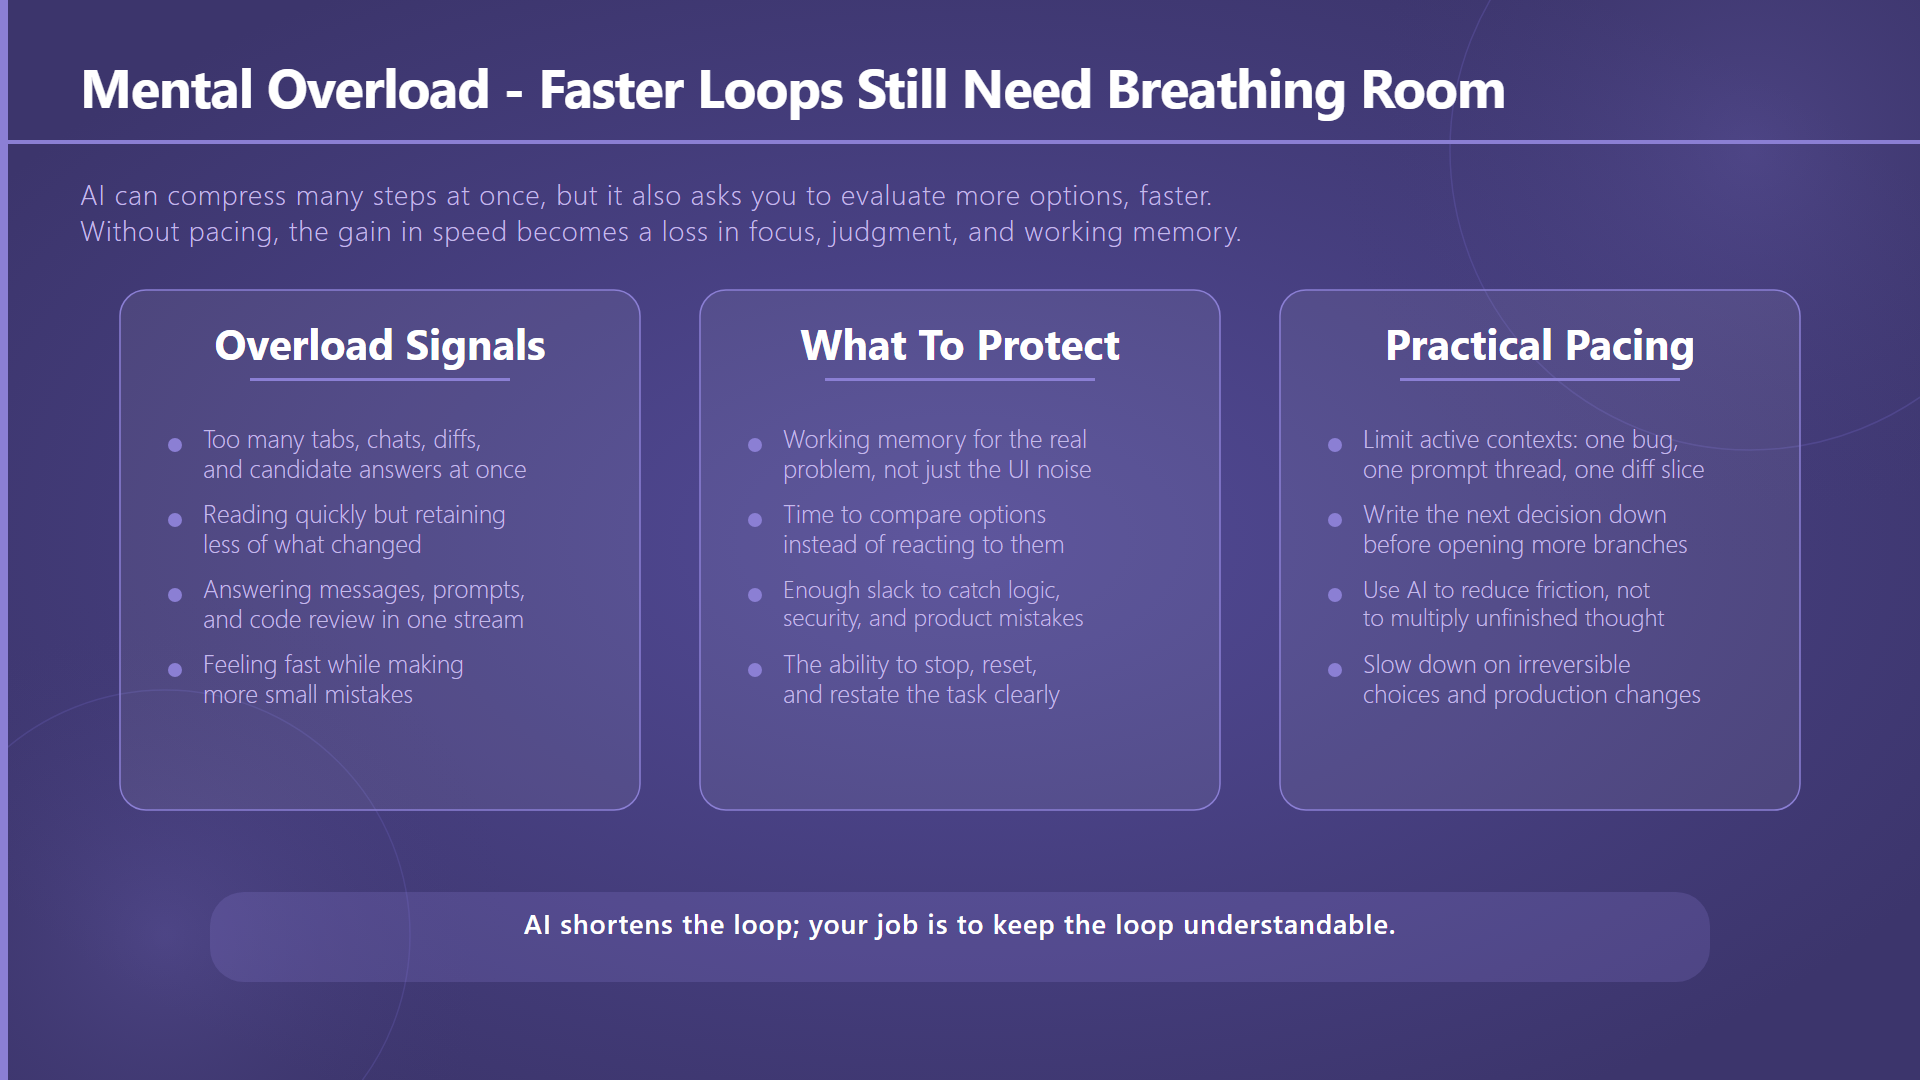 Mental Overload - Faster Loops Still Need Breathing Room
AI can compress many steps at once, but it also asks you to evaluate more options, faster.
Without pacing, the gain in speed becomes a loss in focus, judgment, and working memory.
Overload Signals
Too many tabs, chats, diffs,
and candidate answers at once
Reading quickly but retaining
less of what changed
Answering messages, prompts,
and code review in one stream
Feeling fast while making
more small mistakes
What To Protect
Working memory for the real
problem, not just the UI noise
Time to compare options
instead of reacting to them
Enough slack to catch logic,
security, and product mistakes
The ability to stop, reset,
and restate the task clearly
Practical Pacing
Limit active contexts: one bug,
one prompt thread, one diff slice
Write the next decision down
before opening more branches
Use AI to reduce friction, not
to multiply unfinished thought
Slow down on irreversible
choices and production changes
AI shortens the loop; your job is to keep the loop understandable.